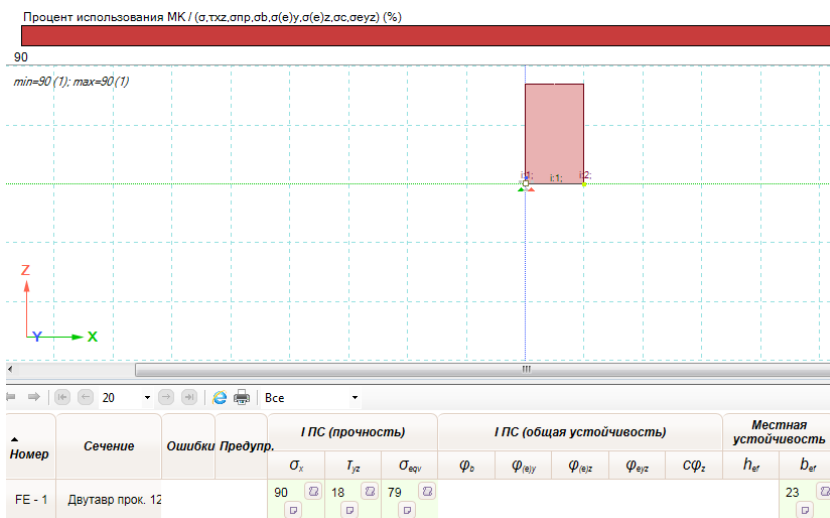 Процент использования МК / (σ,τxz,σпр,σb,σ(e)y,σ(e)z,σc,σeyz) (%)
90
min=90 (1); max=90 (1)
i:1; i:1; i:2;
Z
Y X
20 Все
Номер Сечение Ошибки Предупр. I ПС (прочность) I ПС (общая устойчивость) Местная устойчивость
σx τyz σeqv φb φ(e)y φ(e)z φeyz cφz hef bef
FE - 1 Двутавр прок. 12 90 18 79 23